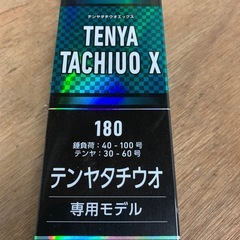 テンヤタチウオエックス
TENYA
TACHIUO X
180
錘負荷：40-100号
テンヤ：30-60号
テンヤタチウオ
専用モデル